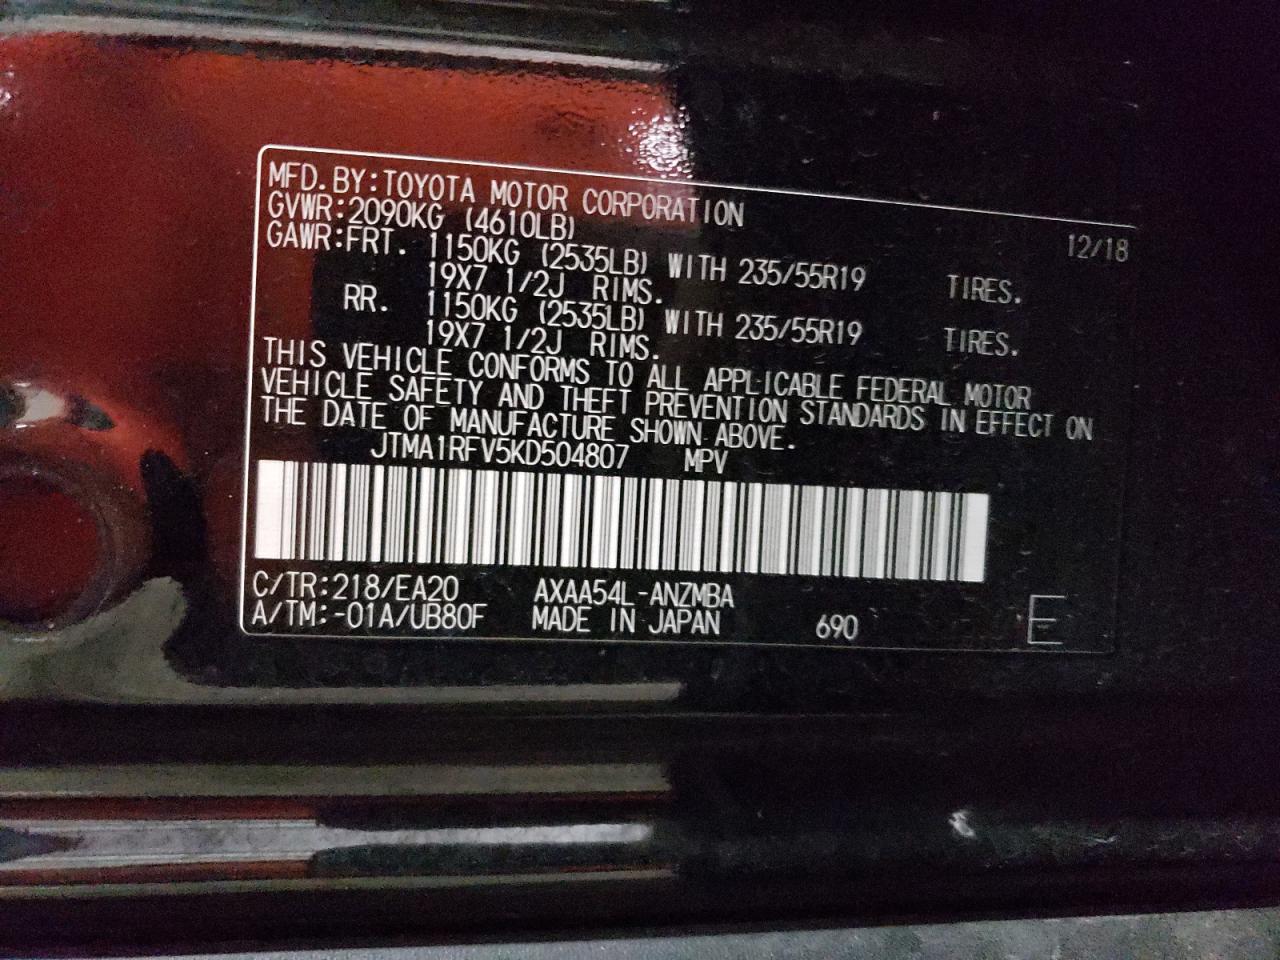 MFD.BY:TOYOTA MOTOR CORPORATION 12/18
GVWR:2090KG (4610LB)
GAWR:FRT. 1150KG (2535LB) WITH 235/55R19 TIRES.
19X7 1/2J RIMS.
RR. 1150KG (2535LB) WITH 235/55R19 TIRES.
19X7 1/2J RIMS.
THIS VEHICLE CONFORMS TO ALL APPLICABLE FEDERAL MOTOR
VEHICLE SAFETY AND THEFT PREVENTION STANDARDS IN EFFECT ON
THE DATE OF MANUFACTURE SHOWN ABOVE.
JTMA1RFV5KD504807 MPV
C/TR:218/EA20 AXAA54L-ANZMBA
A/TM:-01A/UB80F MADE IN JAPAN 690 E